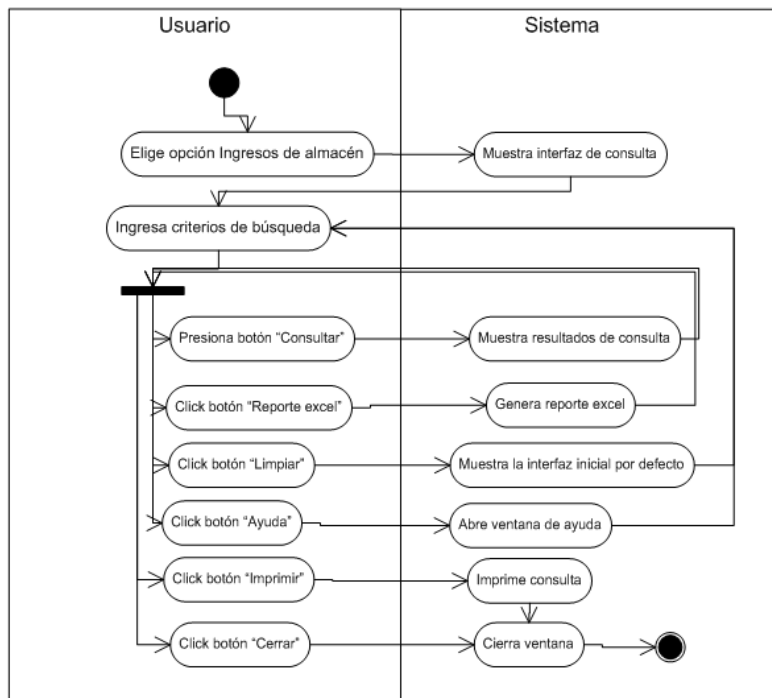 Usuario
Sistema
Elige opción Ingresos de almacén
Muestra interfaz de consulta
Ingresa criterios de búsqueda
Presiona botón “Consultar”
Muestra resultados de consulta
Click botón “Reporte excel”
Genera reporte excel
Click botón “Limpiar”
Muestra la interfaz inicial por defecto
Click botón “Ayuda”
Abre ventana de ayuda
Click botón “Imprimir”
Imprime consulta
Click botón “Cerrar”
Cierra ventana